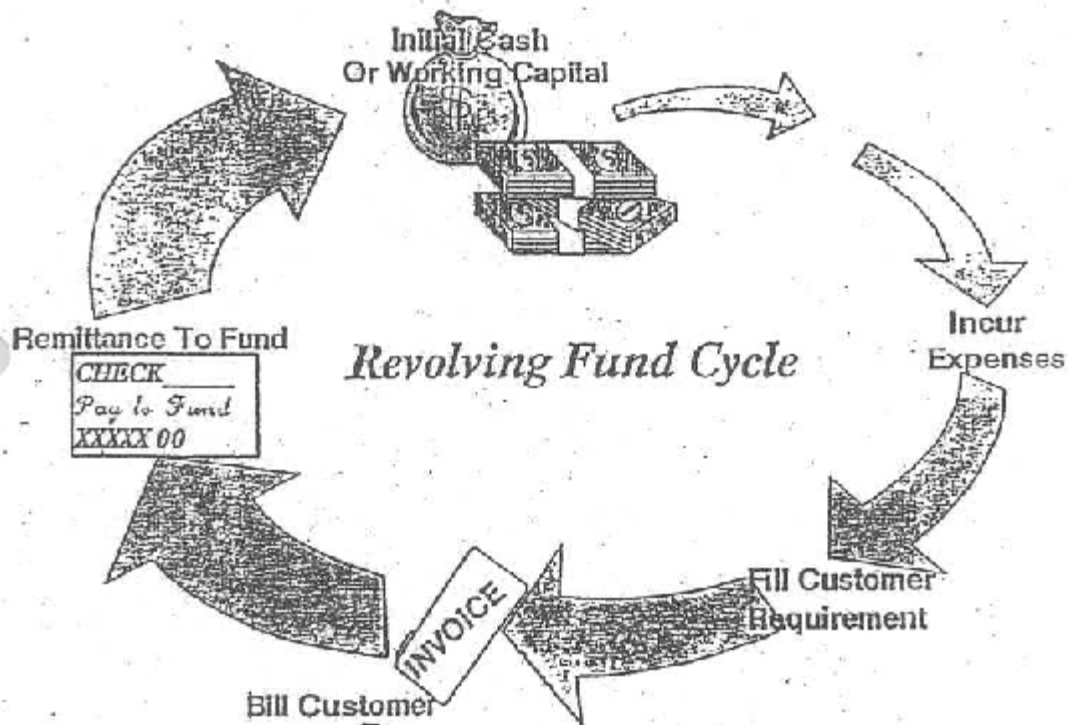 Initial Cash
Or Working Capital
Incur
Expenses
Revolving Fund Cycle
Remittance To Fund
CHECK_____
Pay to Fund
XXXXX 00
Fill Customer
Requirement
INVOICE
Bill Customer